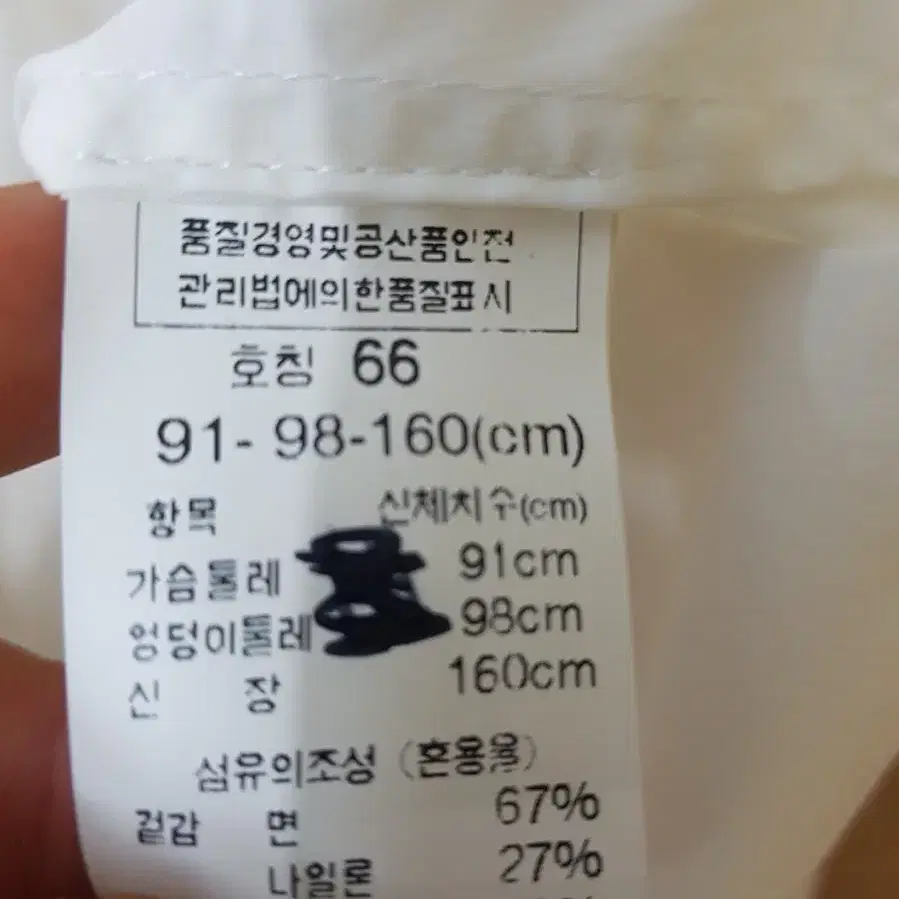 품질경영및공산품안전
관리법에의한품질표시
호칭 66
91- 98-160(cm)
항목 신체치수(cm)
가슴둘레 91cm
엉덩이둘레 98cm
신 장 160cm
섬유의조성 (혼용율)
겉감 면 67%
나일론 27%